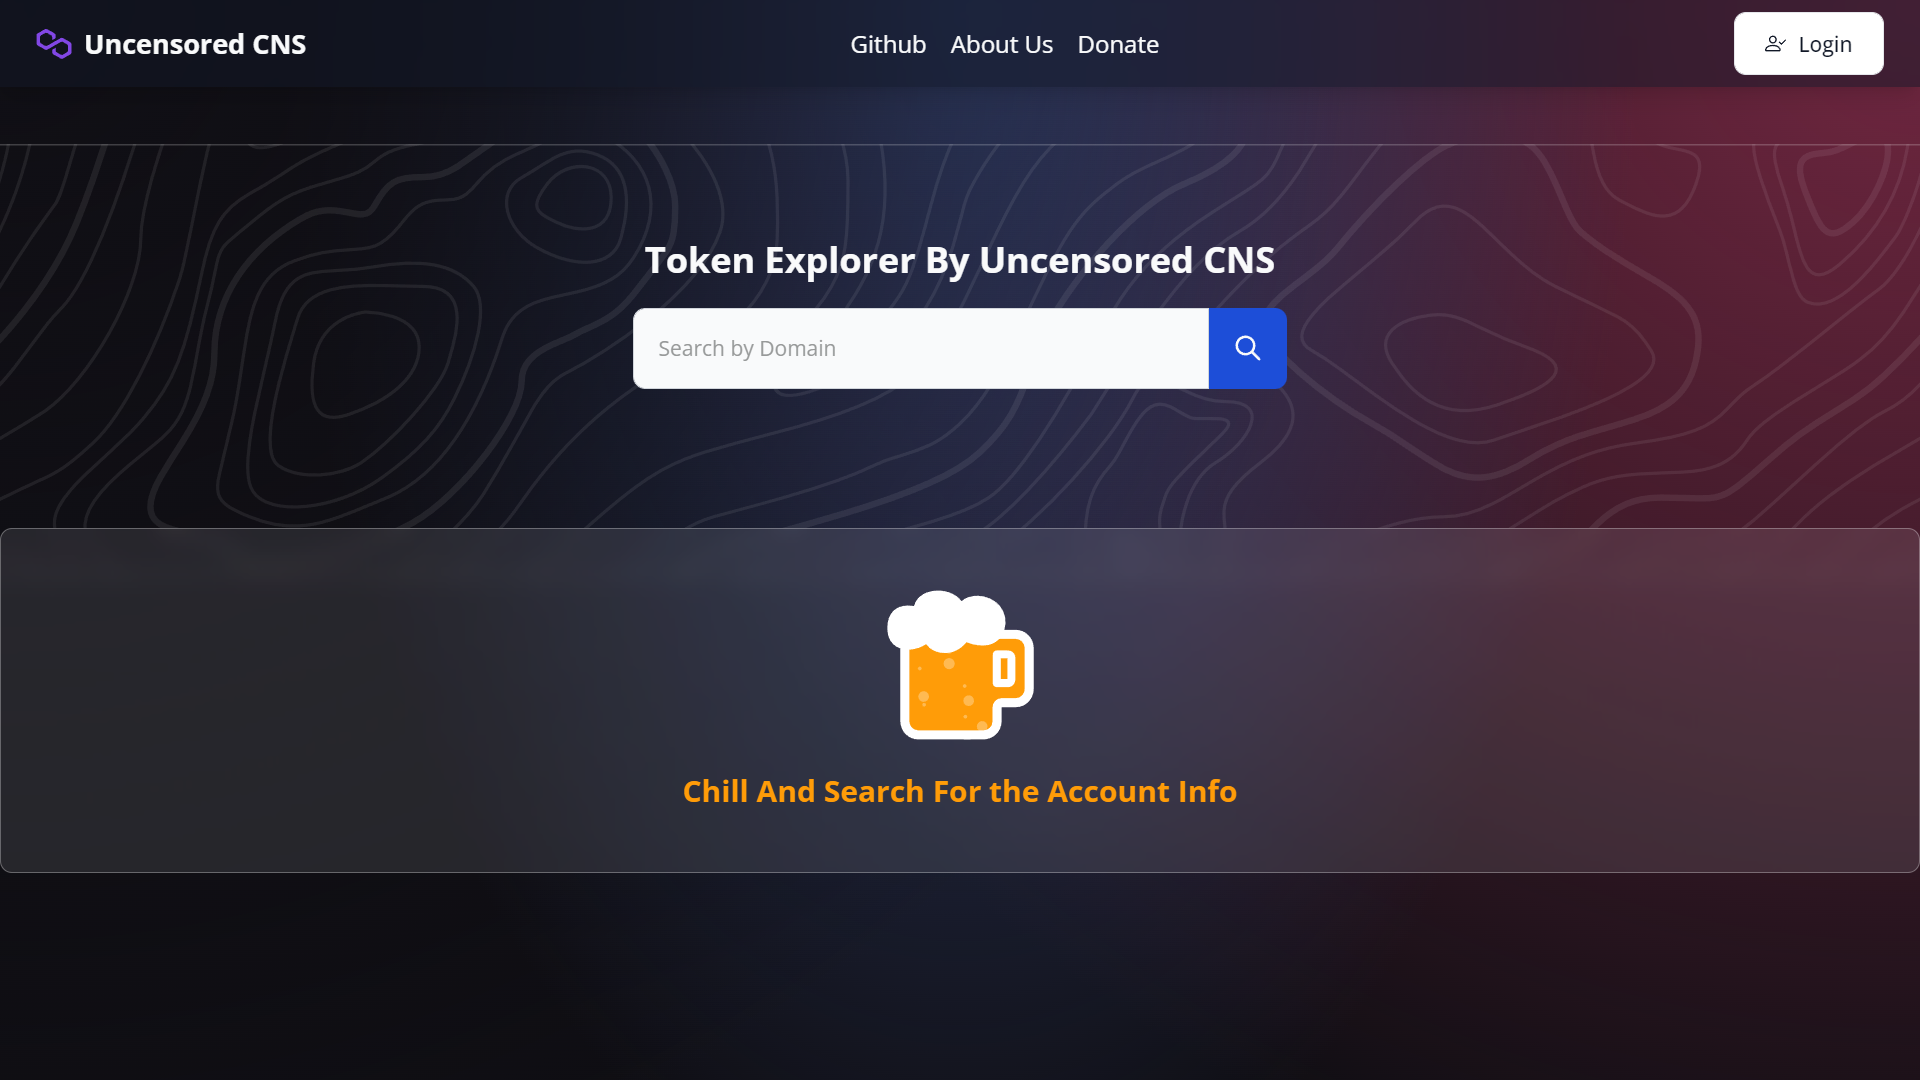 Uncensored CNS
Github
About Us
Donate
Login
Token Explorer By Uncensored CNS
Search by Domain
Chill And Search For the Account Info